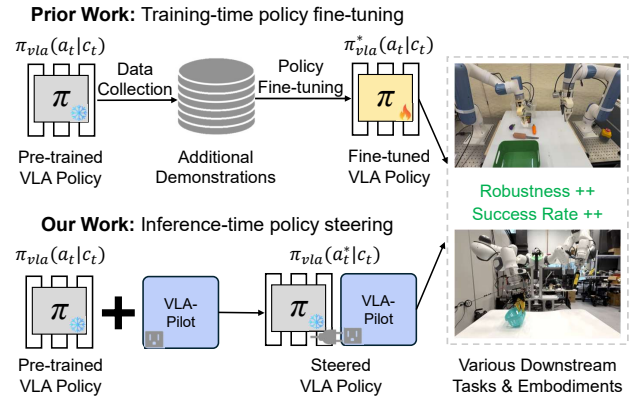 Prior Work: Training-time policy fine-tuning
π_vla(a_t|c_t)
π*_vla(a_t|c_t)
Data
Collection
Policy
Fine-tuning
π
π
Pre-trained
VLA Policy
Additional
Demonstrations
Fine-tuned
VLA Policy
Robustness ++
Success Rate ++
Our Work: Inference-time policy steering
π_vla(a_t|c_t)
π_vla(a*_t|c_t)
π
+
VLA-
Pilot
π
VLA-
Pilot
Pre-trained
VLA Policy
Steered
VLA Policy
Various Downstream
Tasks & Embodiments